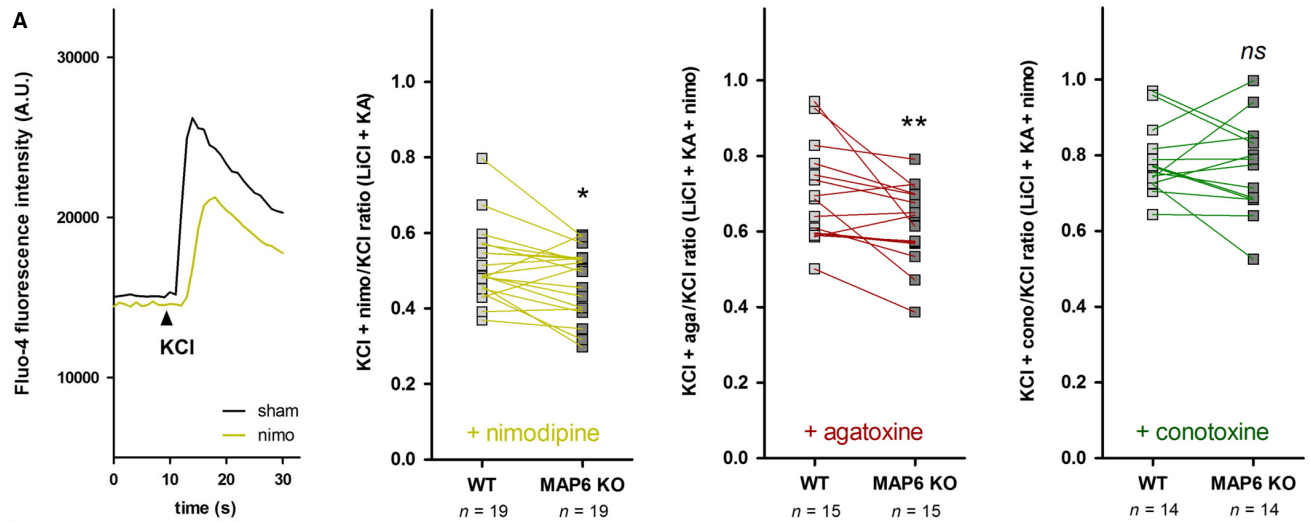 A
Fluo-4 fluorescence intensity (A.U.)
30000
20000
10000
KCl
sham
nimo
0
10
20
30
time (s)
KCl + nimo/KCl ratio (LiCl + KA)
1.0
0.8
0.6
0.4
0.2
0.0
*
+ nimodipine
WT
MAP6 KO
n = 19
n = 19
KCl + aga/KCl ratio (LiCl + KA + nimo)
1.0
0.8
0.6
0.4
0.2
0.0
**
+ agatoxine
WT
MAP6 KO
n = 15
n = 15
KCl + cono/KCl ratio (LiCl + KA + nimo)
1.0
0.8
0.6
0.4
0.2
0.0
ns
+ conotoxine
WT
MAP6 KO
n = 14
n = 14